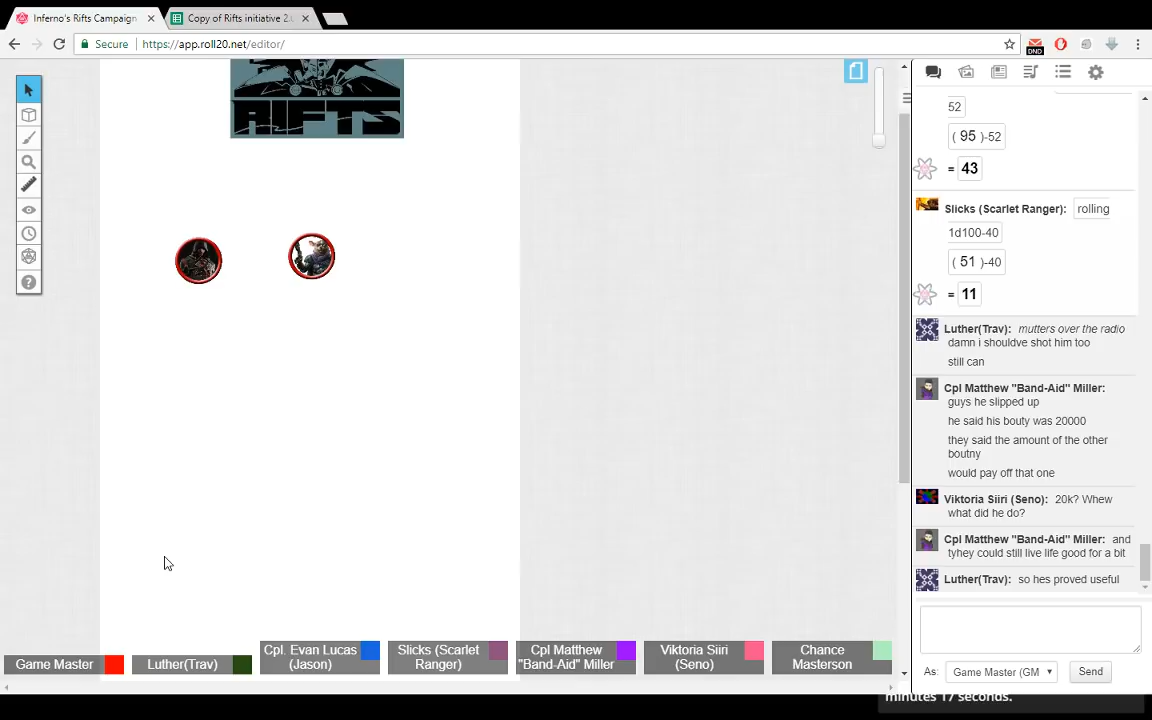 Inferno's Rifts Campaign
Copy of Rifts initiative 2.
Secure
https://app.roll20.net/editor/
DND
RIFTS
52
( 95 )-52
= 43
Slicks (Scarlet Ranger): rolling
1d100-40
( 51 )-40
= 11
Luther(Trav): mutters over the radio
damn i shouldve shot him too
still can
Cpl Matthew "Band-Aid" Miller:
guys he slipped up
he said his bouty was 20000
they said the amount of the other
boutny
would pay off that one
Viktoria Siiri (Seno): 20k? Whew
what did he do?
Cpl Matthew "Band-Aid" Miller: and
tyhey could still live life good for a bit
Luther(Trav): so hes proved useful
Game Master
Luther(Trav)
Cpl. Evan Lucas
(Jason)
Slicks (Scarlet
Ranger)
Cpl Matthew
"Band-Aid" Miller
Viktoria Siiri
(Seno)
Chance
Masterson
As: Game Master (GM
Send
minutes 17 seconds.